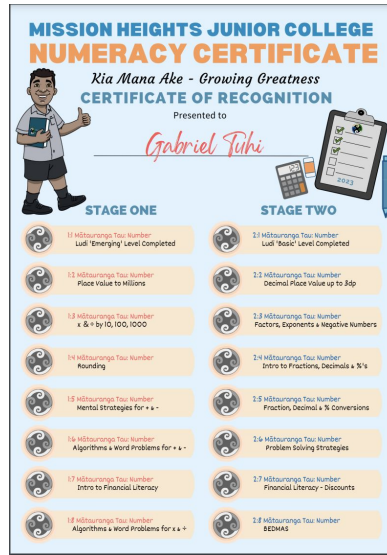 MISSION HEIGHTS JUNIOR COLLEGE
NUMERACY CERTIFICATE
Kia Mana Ake - Growing Greatness
CERTIFICATE OF RECOGNITION
Presented to
Gabriel Tuhi
2023
STAGE ONE
1:1 Mātauranga Tau: Number
Ludi 'Emerging' Level Completed
1:2 Mātauranga Tau: Number
Place Value to Millions
1:3 Mātauranga Tau: Number
x & ÷ by 10, 100, 1000
1:4 Mātauranga Tau: Number
Rounding
1:5 Mātauranga Tau: Number
Mental Strategies for + & -
1:6 Mātauranga Tau: Number
Algorithms & Word Problems for + & -
1:7 Mātauranga Tau: Number
Intro to Financial Literacy
1:8 Mātauranga Tau: Number
Algorithms & Word Problems for x & ÷
STAGE TWO
2:1 Mātauranga Tau: Number
Ludi 'Basic' Level Completed
2:2 Mātauranga Tau: Number
Decimal Place Value up to 3dp
2:3 Mātauranga Tau: Number
Factors, Exponents & Negative Numbers
2:4 Mātauranga Tau: Number
Intro to Fractions, Decimals & %'s
2:5 Mātauranga Tau: Number
Fraction, Decimal & % Conversions
2:6 Mātauranga Tau: Number
Problem Solving Strategies
2:7 Mātauranga Tau: Number
Financial Literacy - Discounts
2:8 Mātauranga Tau: Number
BEDMAS